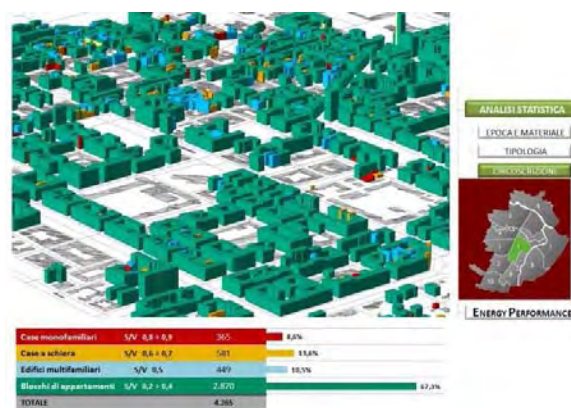 ANALISI STATISTICA
EPOCA E MATERIALE
TIPOLOGIA
CIRCOSCRIZIONI
ENERGY PERFORMANCE
Case monofamiliari S/V 0,8 ÷ 0,9 365 8,6%
Case a schiera S/V 0,6 ÷ 0,7 581 13,6%
Edifici multifamiliari S/V 0,5 449 10,5%
Blocchi di appartamenti S/V 0,2 ÷ 0,4 2.870 67,3%
TOTALE 4.265